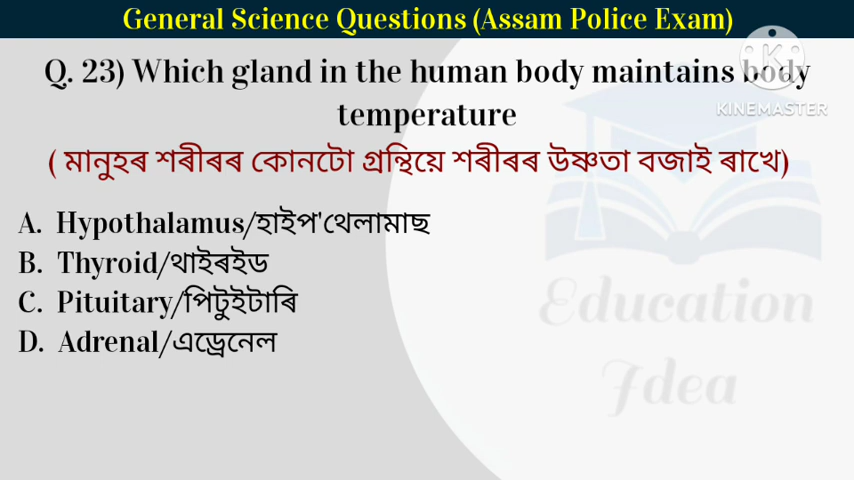 General Science Questions (Assam Police Exam)
Q. 23) Which gland in the human body maintains body
temperature
KINEMASTER
( মানুহৰ শৰীৰৰ কোনটো গ্ৰন্থিয়ে শৰীৰৰ উষ্ণতা বজাই ৰাখে)
A. Hypothalamus/হাইপ'থেলামাছ
B. Thyroid/থাইৰইড
C. Pituitary/পিটুইটাৰি
D. Adrenal/এড্ৰেনেল
Education
Idea